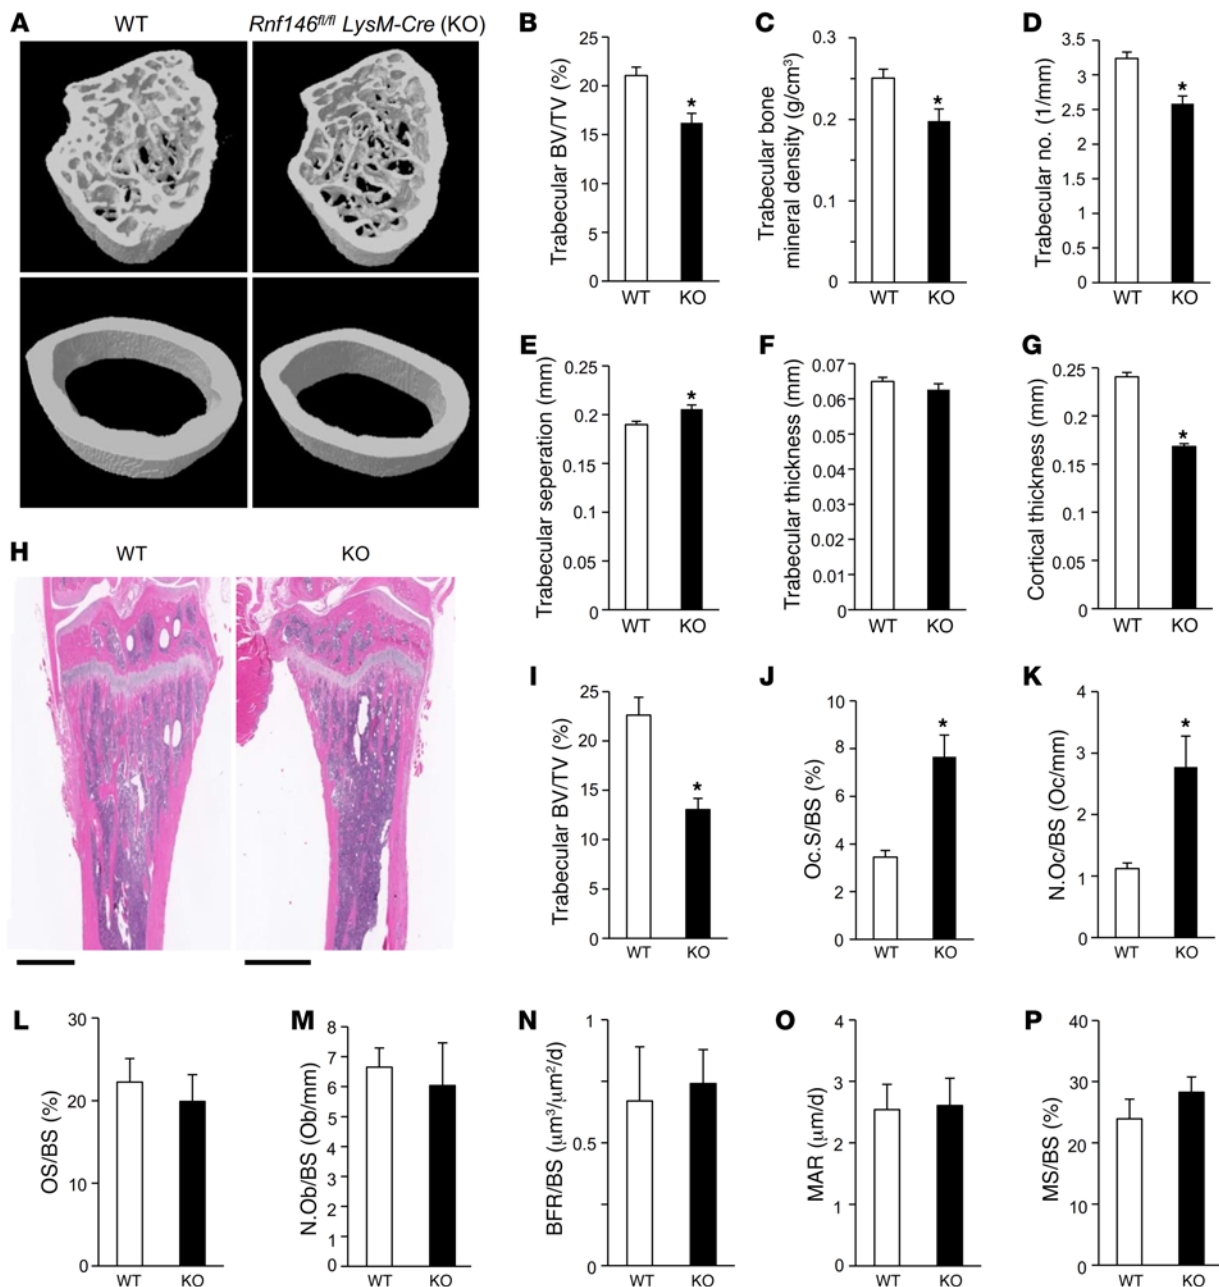 A
WT
Rnf146fl/fl LysM-Cre (KO)
B
Trabecular BV/TV (%)
25
20
15
10
5
0
*
WT KO
C
Trabecular bone
mineral density (g/cm³)
0.3
0.2
0.1
0
*
WT KO
D
Trabecular no. (1/mm)
3.5
3
2.5
2
1.5
1
0.5
0
*
WT KO
E
Trabecular seperation (mm)
0.25
0.2
0.15
0.1
0.05
0
*
WT KO
F
Trabecular thickness (mm)
0.07
0.06
0.05
0.04
0.03
0.02
0.01
0
WT KO
G
Cortical thickness (mm)
0.25
0.2
0.15
0.1
0.05
0
*
WT KO
H
WT
KO
I
Trabecular BV/TV (%)
25
20
15
10
5
0
*
WT KO
J
Oc.S/BS (%)
10
8
6
4
2
0
*
WT KO
K
N.Oc/BS (Oc/mm)
4
3
2
1
0
*
WT KO
L
OS/BS (%)
30
20
10
0
WT KO
M
N.Ob/BS (Ob/mm)
8
7
6
5
4
3
2
1
0
WT KO
N
BFR/BS (μm³/μm²/d)
1
0.5
0
WT KO
O
MAR (μm/d)
4
3
2
1
0
WT KO
P
MS/BS (%)
40
30
20
10
0
WT KO